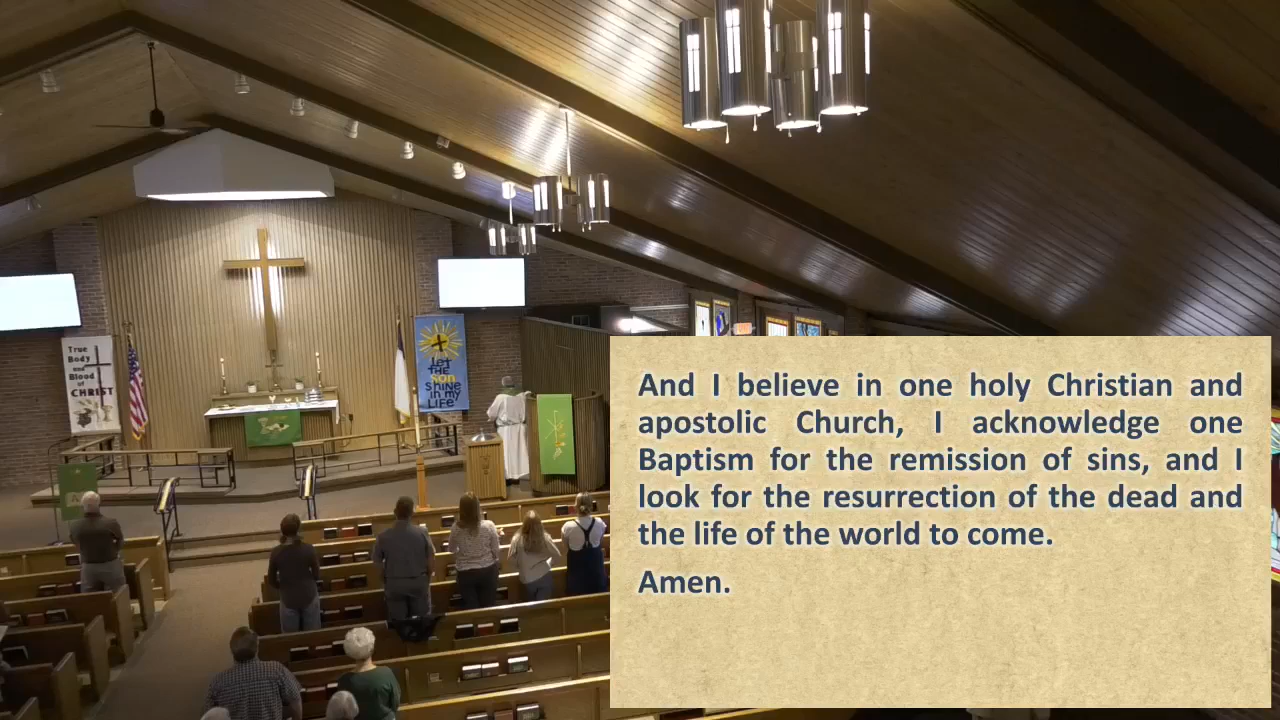 True
Body
and
Blood
of
CHRIST
LET
THE
SON
SHINE
in my
LiFE
And I believe in one holy Christian and
apostolic Church, I acknowledge one
Baptism for the remission of sins, and I
look for the resurrection of the dead and
the life of the world to come.
Amen.